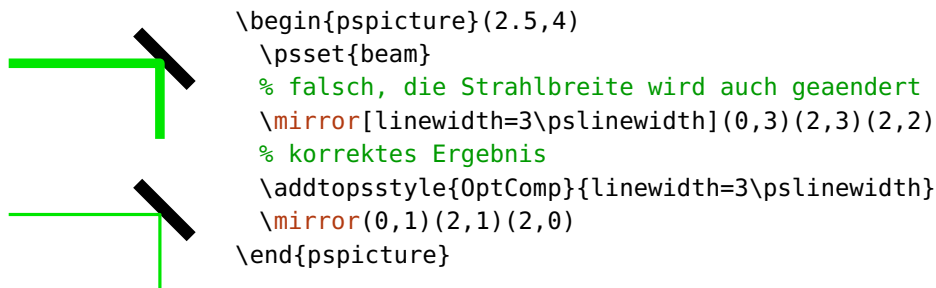 \begin{pspicture}(2.5,4)
\psset{beam}
% falsch, die Strahlbreite wird auch geaendert
\mirror[linewidth=3\pslinewidth](0,3)(2,3)(2,2)
% korrektes Ergebnis
\addtopsstyle{OptComp}{linewidth=3\pslinewidth}
\mirror(0,1)(2,1)(2,0)
\end{pspicture}